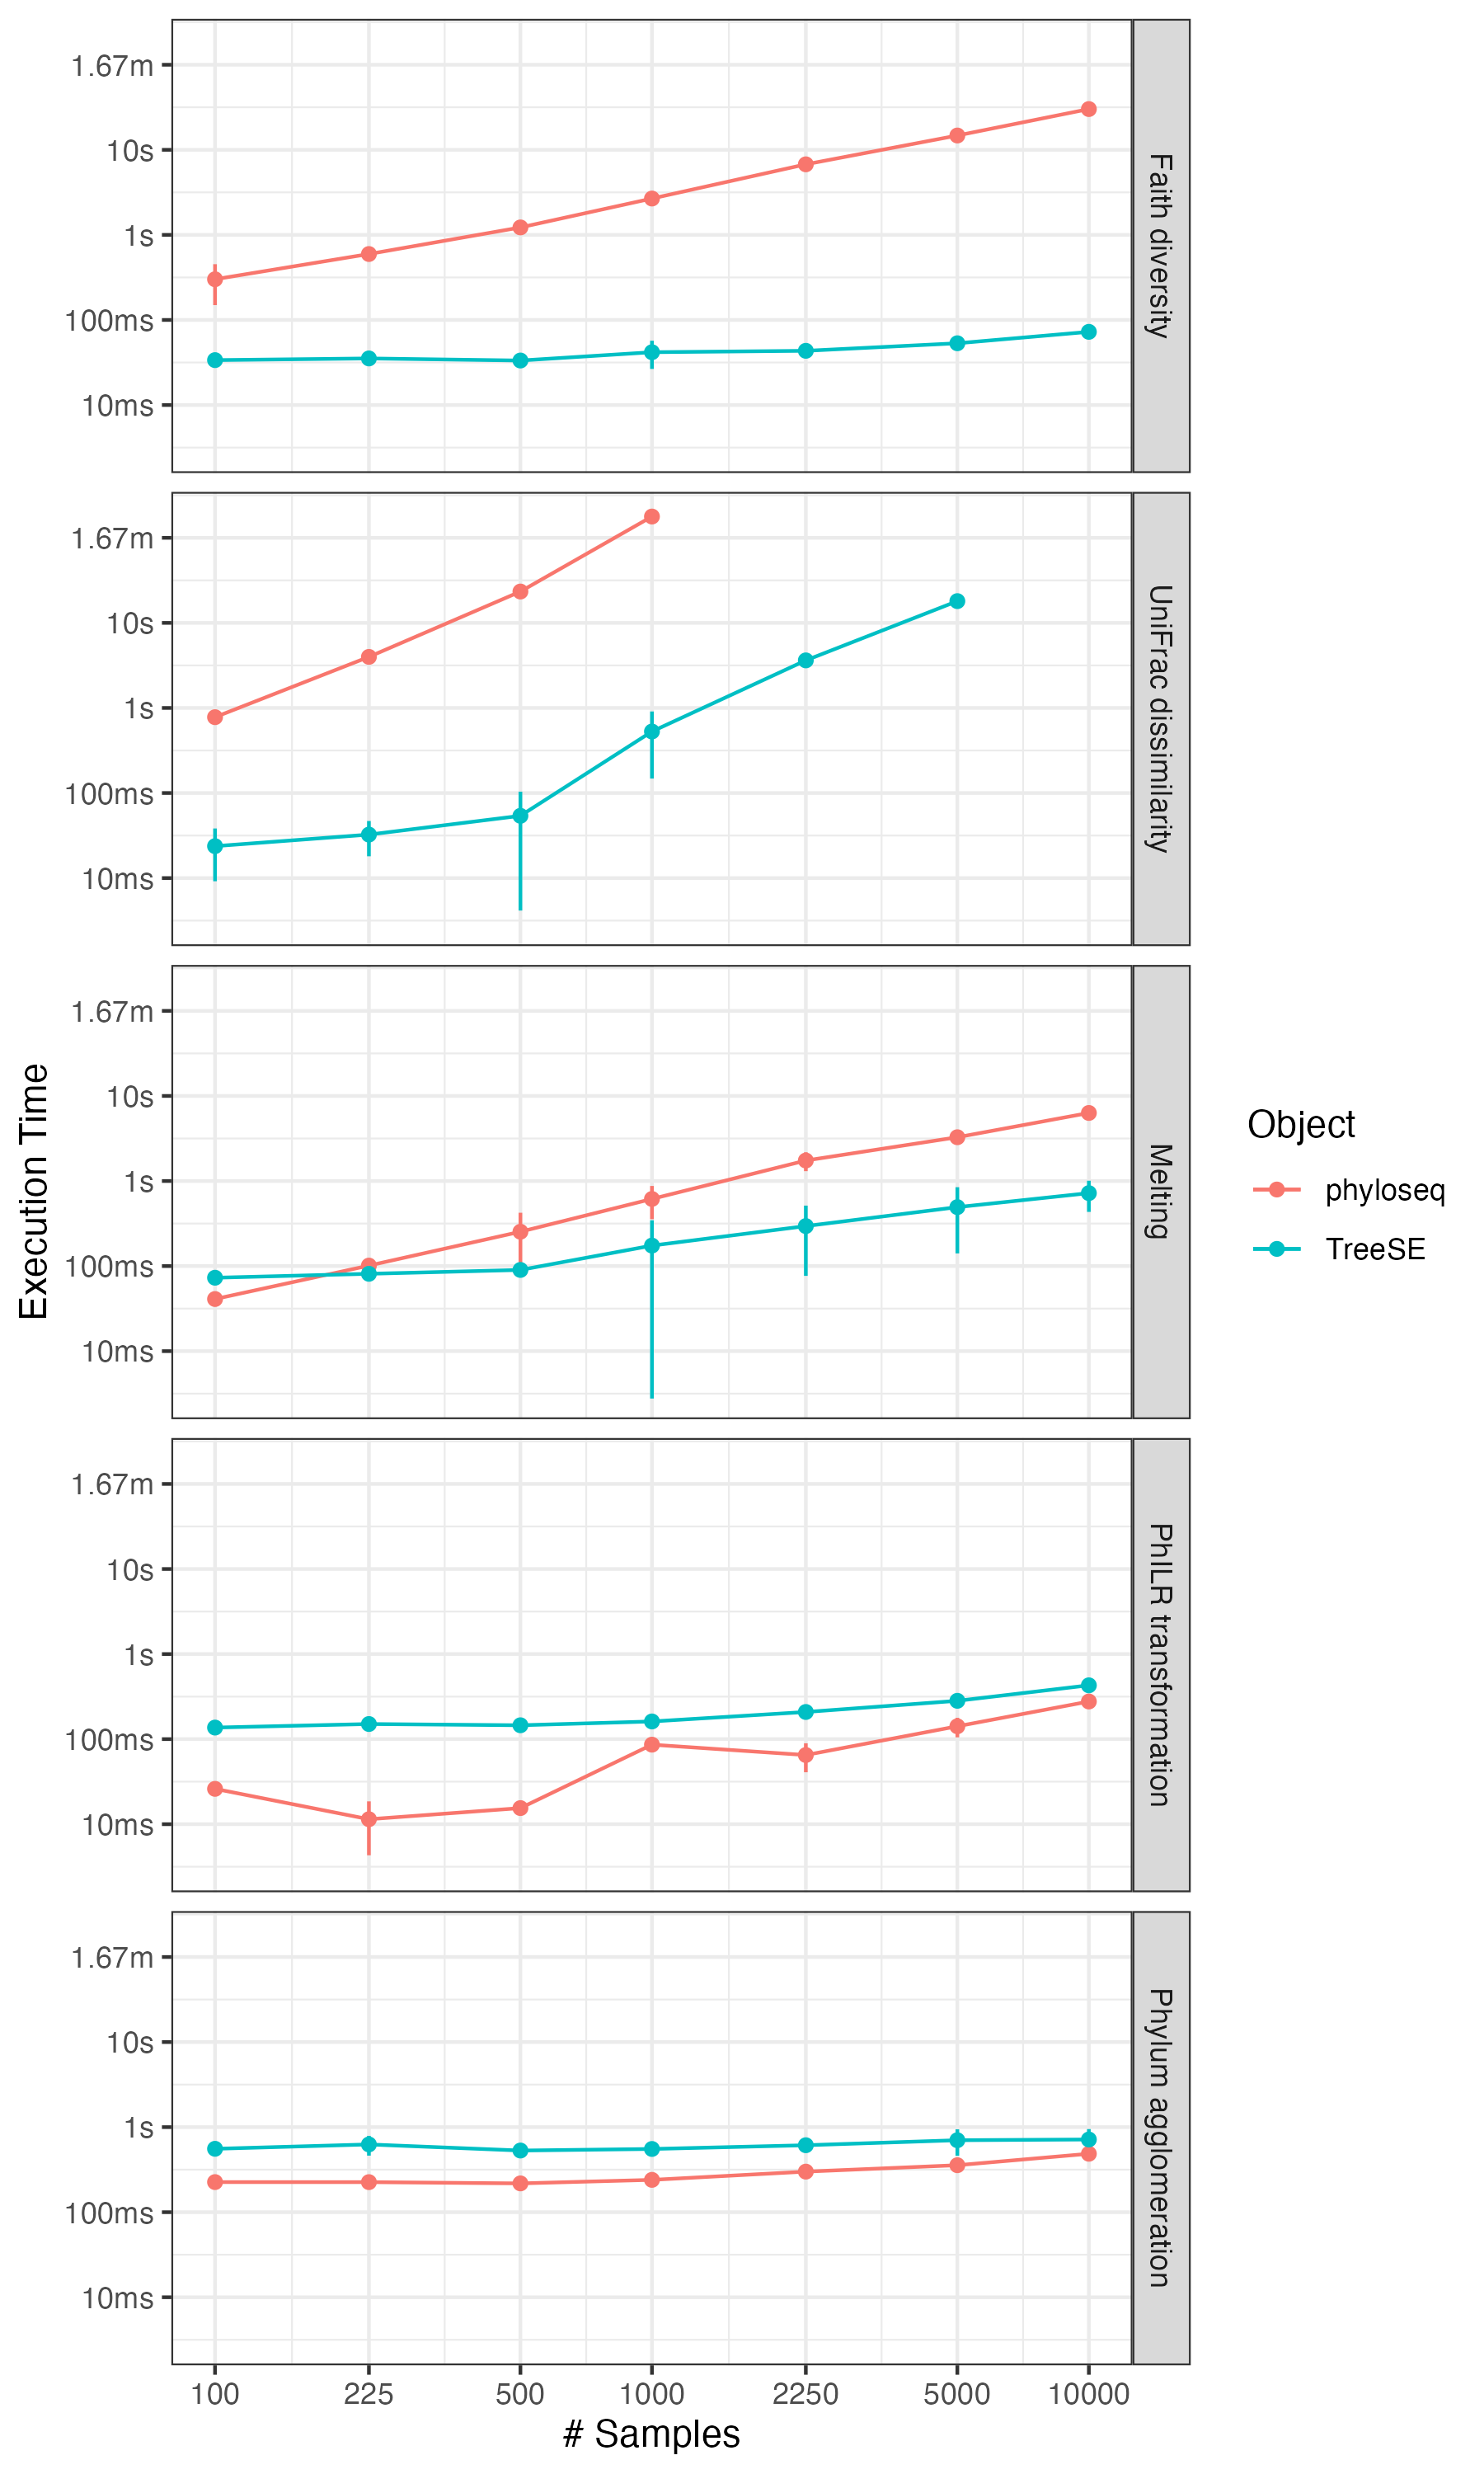 1.67m
10s
1s
100ms
10ms
Faith diversity
1.67m
10s
1s
100ms
10ms
UniFrac dissimilarity
Execution Time
1.67m
10s
1s
100ms
10ms
Melting
Object
phyloseq
TreeSE
1.67m
10s
1s
100ms
10ms
PhILR transformation
1.67m
10s
1s
100ms
10ms
Phylum agglomeration
100 225 500 1000 2250 5000 10000
# Samples